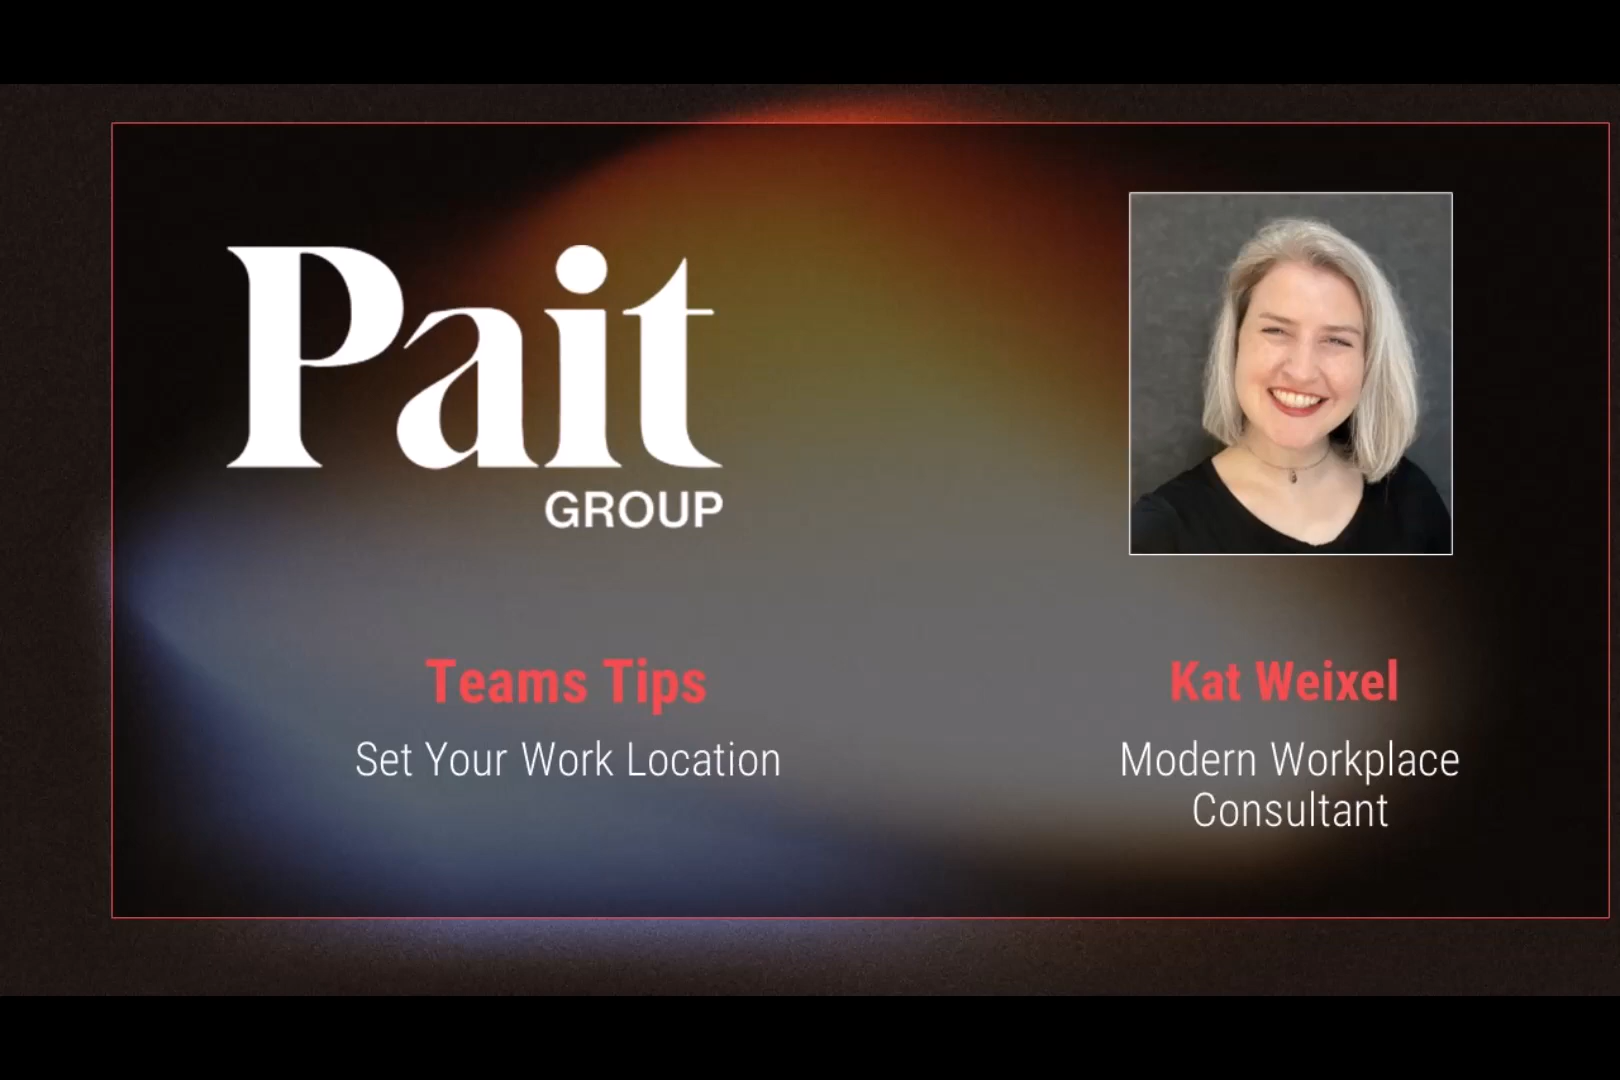 Pait
GROUP
Teams Tips
Set Your Work Location
Kat Weixel
Modern Workplace
Consultant